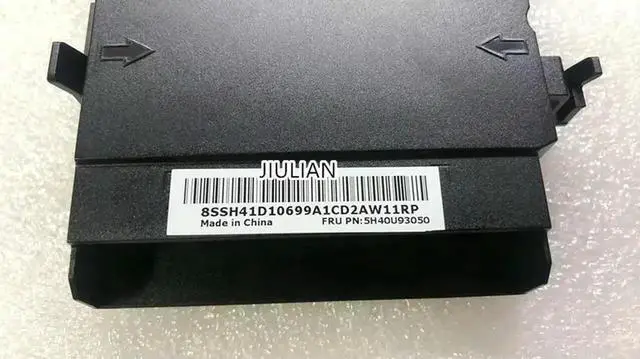 JIULIAN
8SSH41D10699A1CD2AW11RP
Made in China FRU PN:5H40U93050